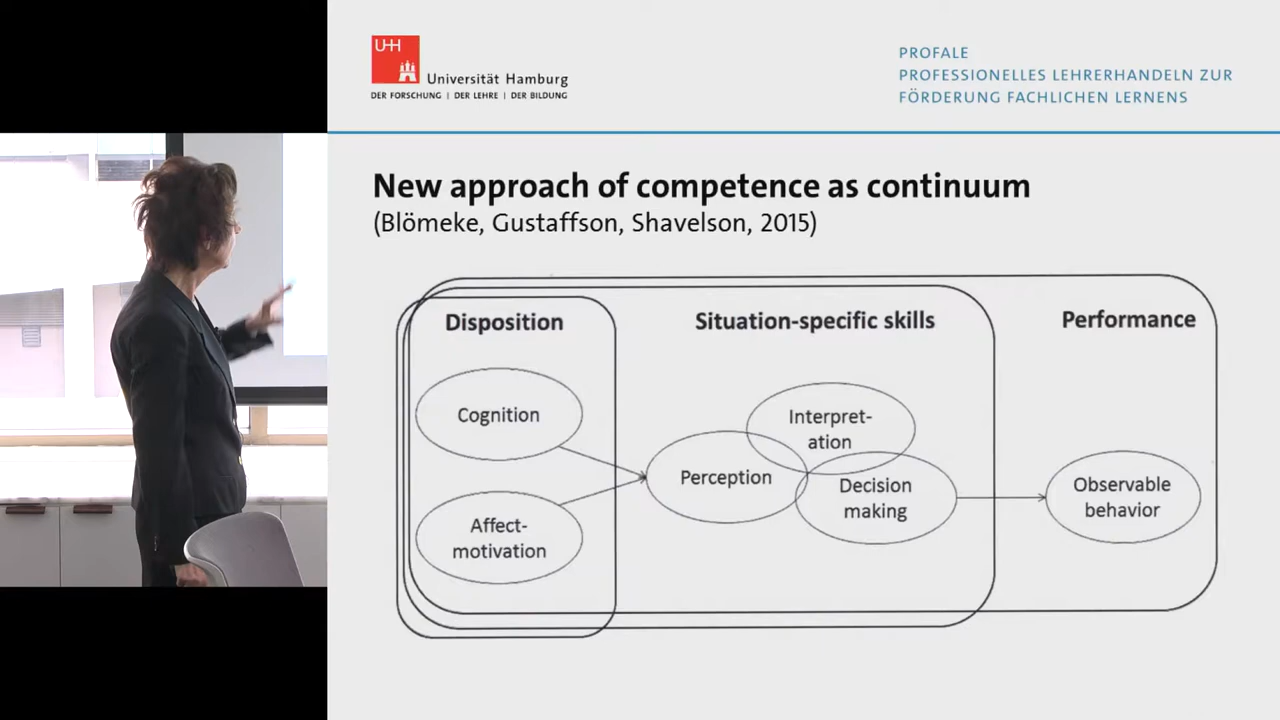 UHH
Universität Hamburg
DER FORSCHUNG | DER LEHRE | DER BILDUNG
PROFALE
PROFESSIONELLES LEHRERHANDELN ZUR
FÖRDERUNG FACHLICHEN LERNENS
New approach of competence as continuum
(Blömeke, Gustaffson, Shavelson, 2015)
Disposition
Cognition
Affect-
motivation
Situation-specific skills
Perception
Interpret-
ation
Decision
making
Performance
Observable
behavior